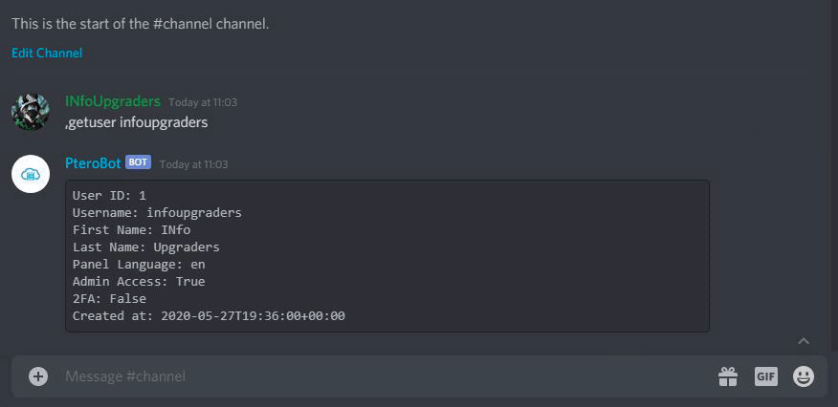 This is the start of the #channel channel.
Edit Channel
INfoUpgraders Today at 11:03
,getuser infoupgraders
PteroBot BOT Today at 11:03
User ID: 1
Username: infoupgraders
First Name: INfo
Last Name: Upgraders
Panel Language: en
Admin Access: True
2FA: False
Created at: 2020-05-27T19:36:00+00:00
Message #channel
GIF